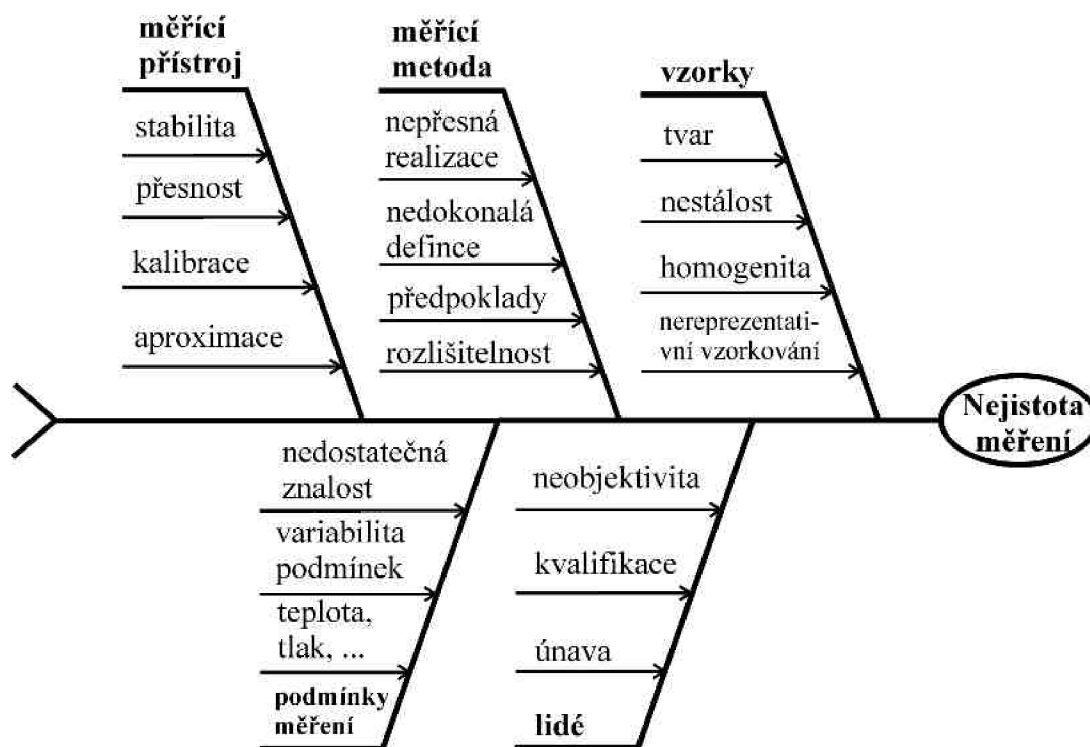 měřící
přístroj
stabilita
přesnost
kalibrace
aproximace
měřící
metoda
nepřesná
realizace
nedokonalá
defince
předpoklady
rozlišitelnost
vzorky
tvar
nestálost
homogenita
nereprezentati-
vní vzorkování
Nejistota
měření
nedostatečná
znalost
variabilita
podmínek
teplota,
tlak, ...
podmínky
měření
neobjektivita
kvalifikace
únava
lidé